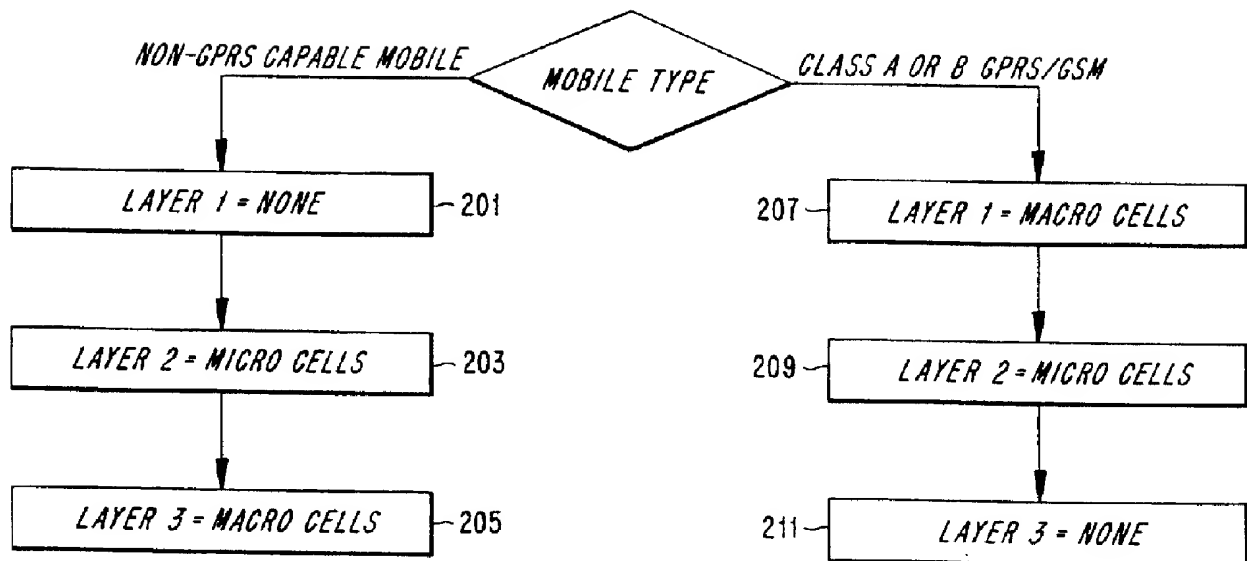 NON-GPRS CAPABLE MOBILE
MOBILE TYPE
CLASS A OR B GPRS/GSM
LAYER 1 = NONE
201
207
LAYER 1 = MACRO CELLS
LAYER 2 = MICRO CELLS
203
209
LAYER 2 = MICRO CELLS
LAYER 3 = MACRO CELLS
205
211
LAYER 3 = NONE